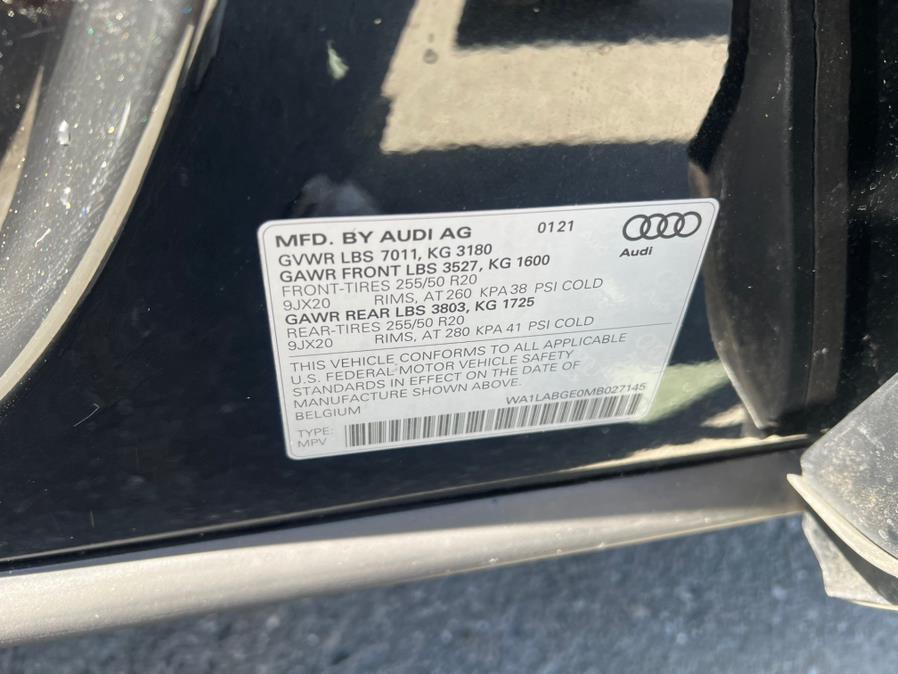 MFD. BY AUDI AG 0121
GVWR LBS 7011, KG 3180
GAWR FRONT LBS 3527, KG 1600
FRONT-TIRES 255/50 R20
9JX20 RIMS, AT 260 KPA 38 PSI COLD
GAWR REAR LBS 3803, KG 1725
REAR-TIRES 255/50 R20
9JX20 RIMS, AT 280 KPA 41 PSI COLD
Audi
THIS VEHICLE CONFORMS TO ALL APPLICABLE
U.S. FEDERAL MOTOR VEHICLE SAFETY
STANDARDS IN EFFECT ON THE DATE OF
MANUFACTURE SHOWN ABOVE.
BELGIUM WA1LABGE0MB027145
TYPE:
MPV